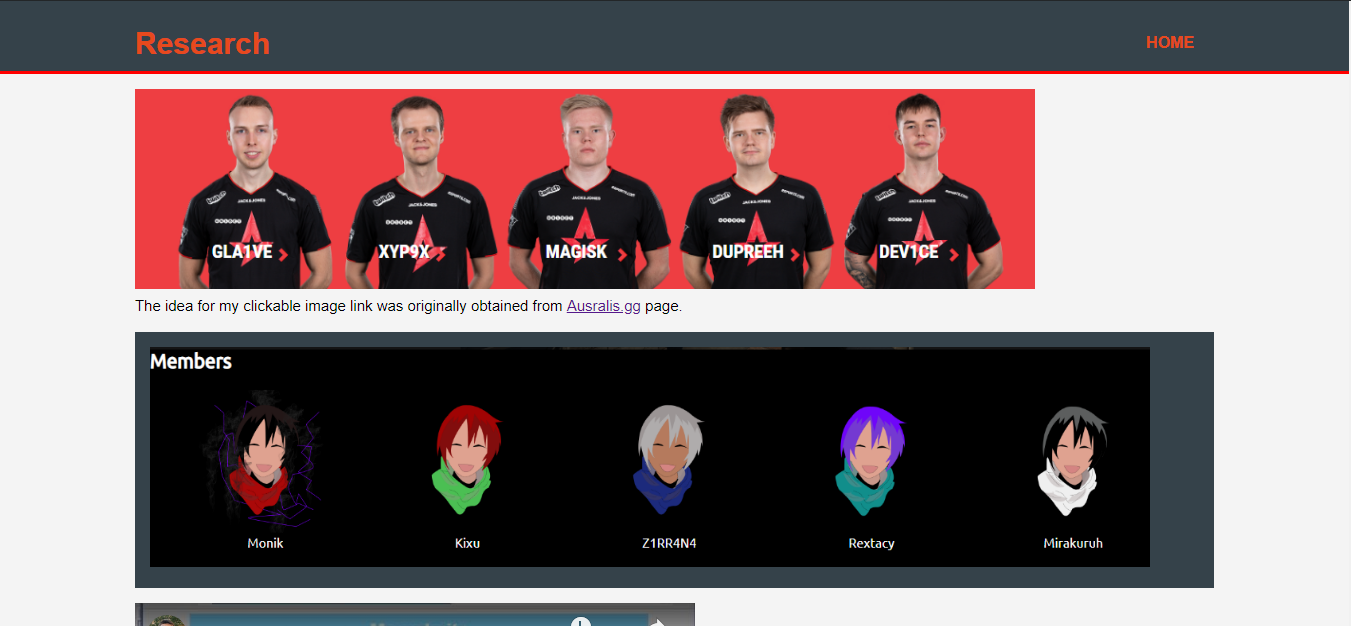 Research
HOME
GLA1VE
XYP9X
MAGISK
DUPREEH
DEV1CE
The idea for my clickable image link was originally obtained from Ausralis.gg page.
Members
Monik
Kixu
Z1RR4N4
Rextacy
Mirakuruh